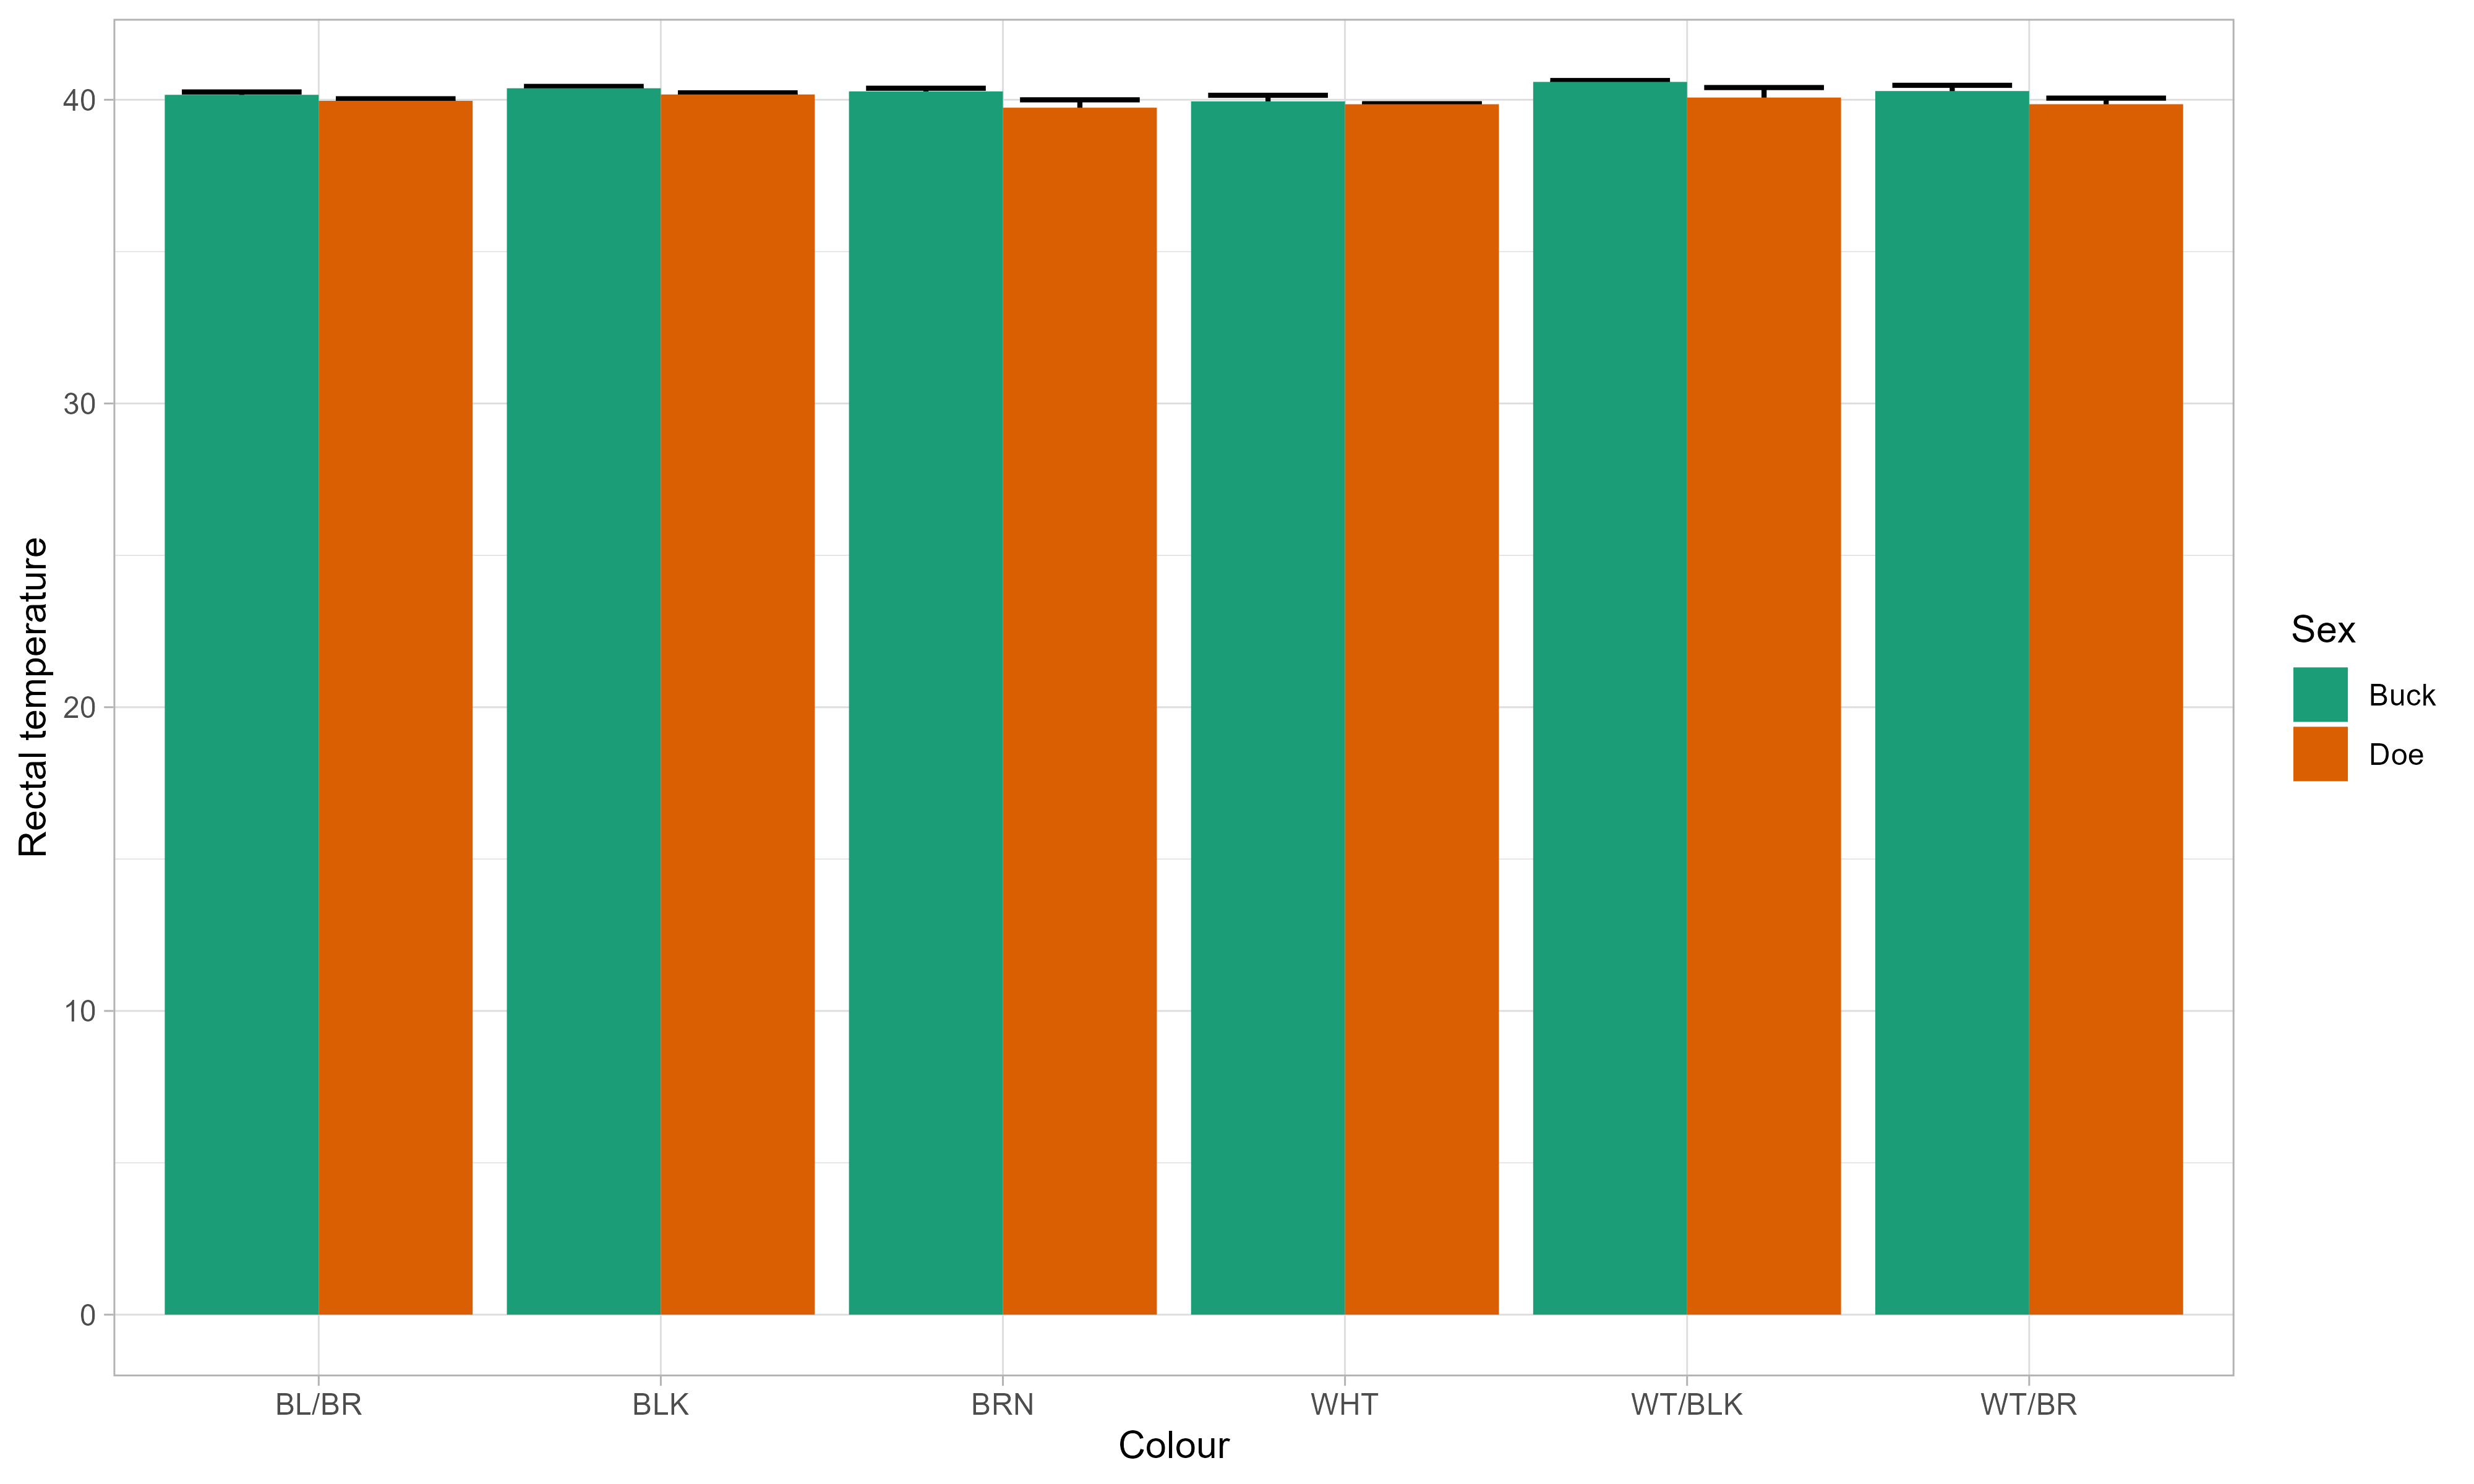 40
30
20
10
0
Rectal temperature
BL/BR
BLK
BRN
WHT
WT/BLK
WT/BR
Colour
Sex
Buck
Doe